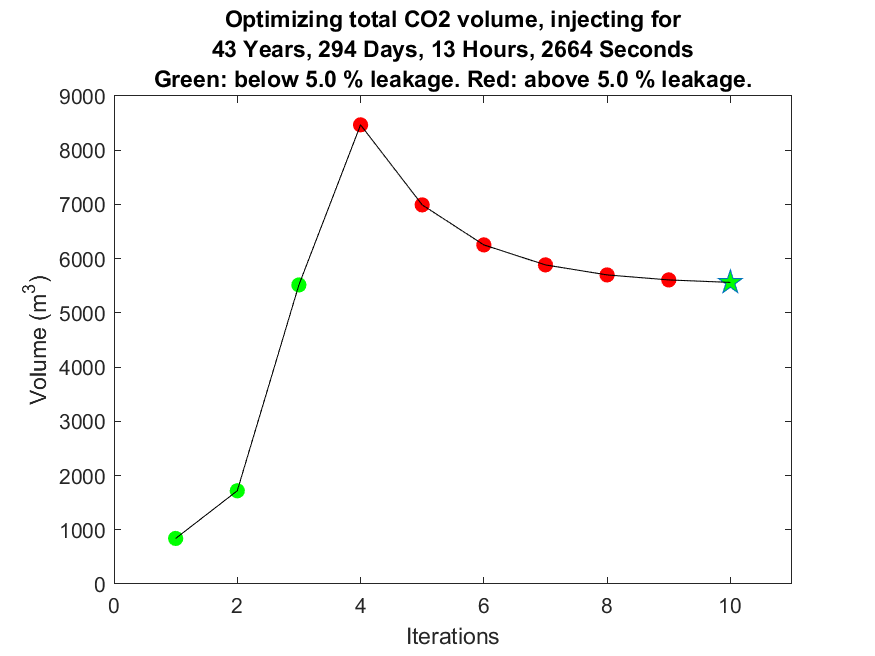 Optimizing total CO2 volume, injecting for
43 Years, 294 Days, 13 Hours, 2664 Seconds
Green: below 5.0 % leakage. Red: above 5.0 % leakage.
9000
8000
7000
6000
5000
4000
3000
2000
1000
0
Volume (m³)
0 2 4 6 8 10
Iterations